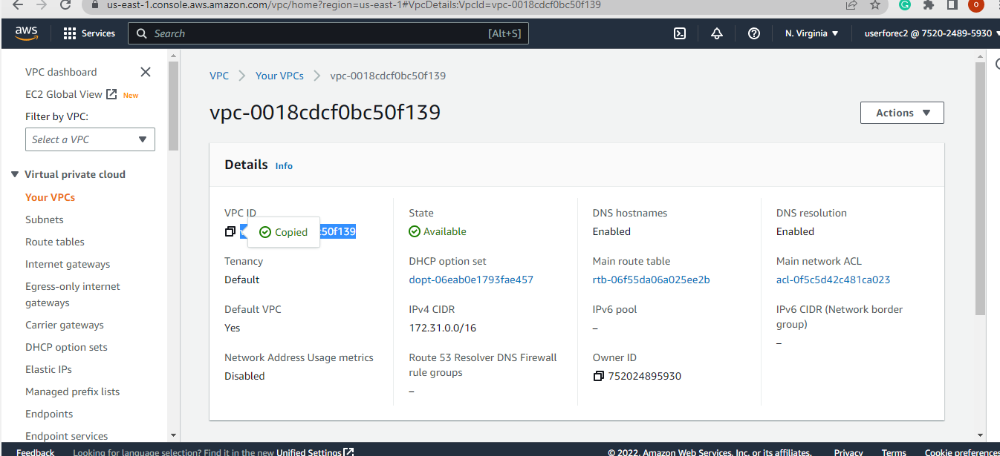 us-east-1.console.aws.amazon.com/vpc/home?region=us-east-1#VpcDetails:VpcId=vpc-0018cdcf0bc50f139
O
aws
Services
Search
[Alt+S]
N. Virginia
userforec2 @ 7520-2489-5930
VPC dashboard
EC2 Global View
New
Filter by VPC:
Select a VPC
Virtual private cloud
Your VPCs
Subnets
Route tables
Internet gateways
Egress-only internet
gateways
Carrier gateways
DHCP option sets
Elastic IPs
Managed prefix lists
Endpoints
Endpoint services
VPC > Your VPCs > vpc-0018cdcf0bc50f139
vpc-0018cdcf0bc50f139
Actions
Details Info
VPC ID
50f139
Copied
State
Available
DNS hostnames
Enabled
DNS resolution
Enabled
Tenancy
Default
DHCP option set
dopt-06eab0e1793fae457
Main route table
rtb-06f55da06a025ee2b
Main network ACL
acl-0f5c5d42c481ca023
Default VPC
Yes
IPv4 CIDR
172.31.0.0/16
IPv6 pool
–
IPv6 CIDR (Network border
group)
–
Network Address Usage metrics
Disabled
Route 53 Resolver DNS Firewall
rule groups
–
Owner ID
752024895930
Feedback
Looking for language selection? Find it in the new Unified Settings
© 2022, Amazon Web Services, Inc. or its affiliates.
Privacy
Terms
Cookie preferences